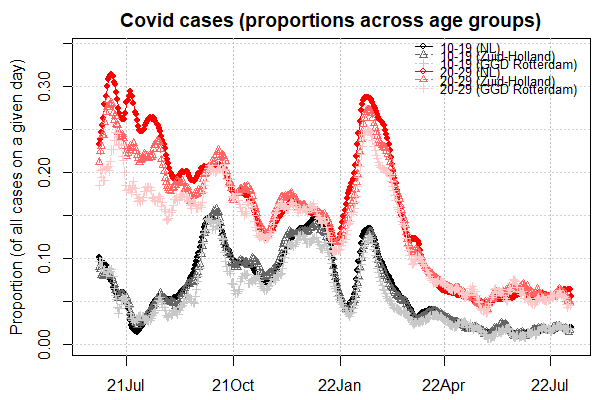 Covid cases (proportions across age groups)
10-19 (NL)
10-19 (Zuid-Holland)
10-19 (GGD Rotterdam)
20-29 (NL)
20-29 (Zuid-Holland)
20-29 (GGD Rotterdam)
Proportion (of all cases on a given day)
0.30
0.20
0.10
0.00
21Jul 21Oct 22Jan 22Apr 22Jul